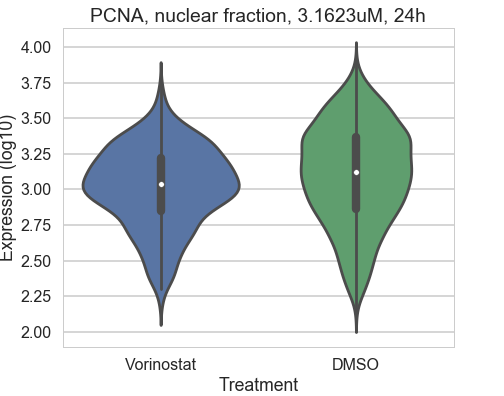 PCNA, nuclear fraction, 3.1623uM, 24h
Expression (log10)
4.00
3.75
3.50
3.25
3.00
2.75
2.50
2.25
2.00
Vorinostat DMSO
Treatment